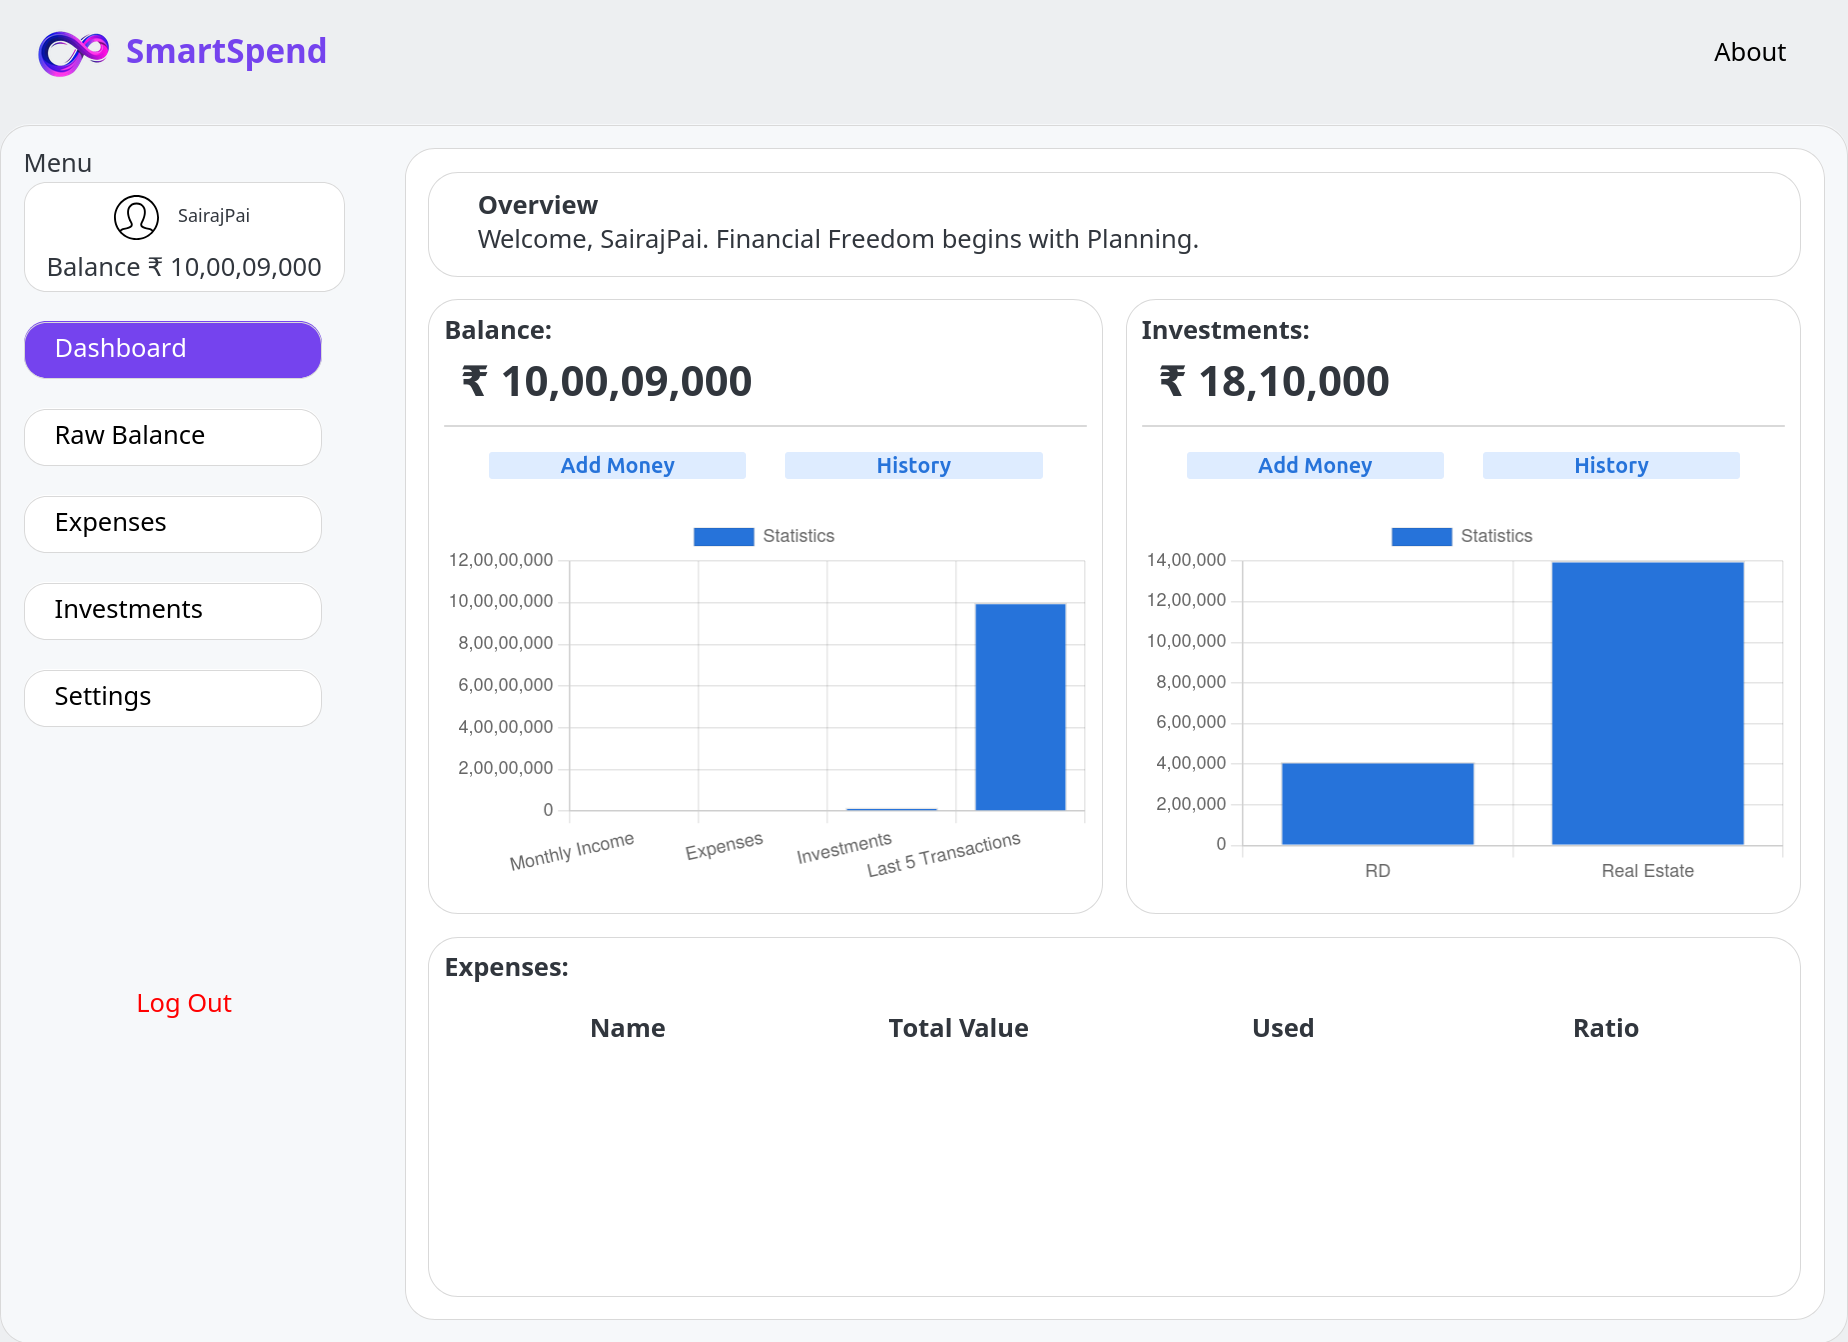 SmartSpend
About
Menu
SairajPai
Balance ₹ 10,00,09,000
Dashboard
Raw Balance
Expenses
Investments
Settings
Log Out
Overview
Welcome, SairajPai. Financial Freedom begins with Planning.
Balance:
₹ 10,00,09,000
Add Money History
Statistics
12,00,00,000
10,00,00,000
8,00,00,000
6,00,00,000
4,00,00,000
2,00,00,000
0
Monthly Income Expenses Investments Last 5 Transactions
Investments:
₹ 18,10,000
Add Money History
Statistics
14,00,000
12,00,000
10,00,000
8,00,000
6,00,000
4,00,000
2,00,000
0
RD Real Estate
Expenses:
Name Total Value Used Ratio